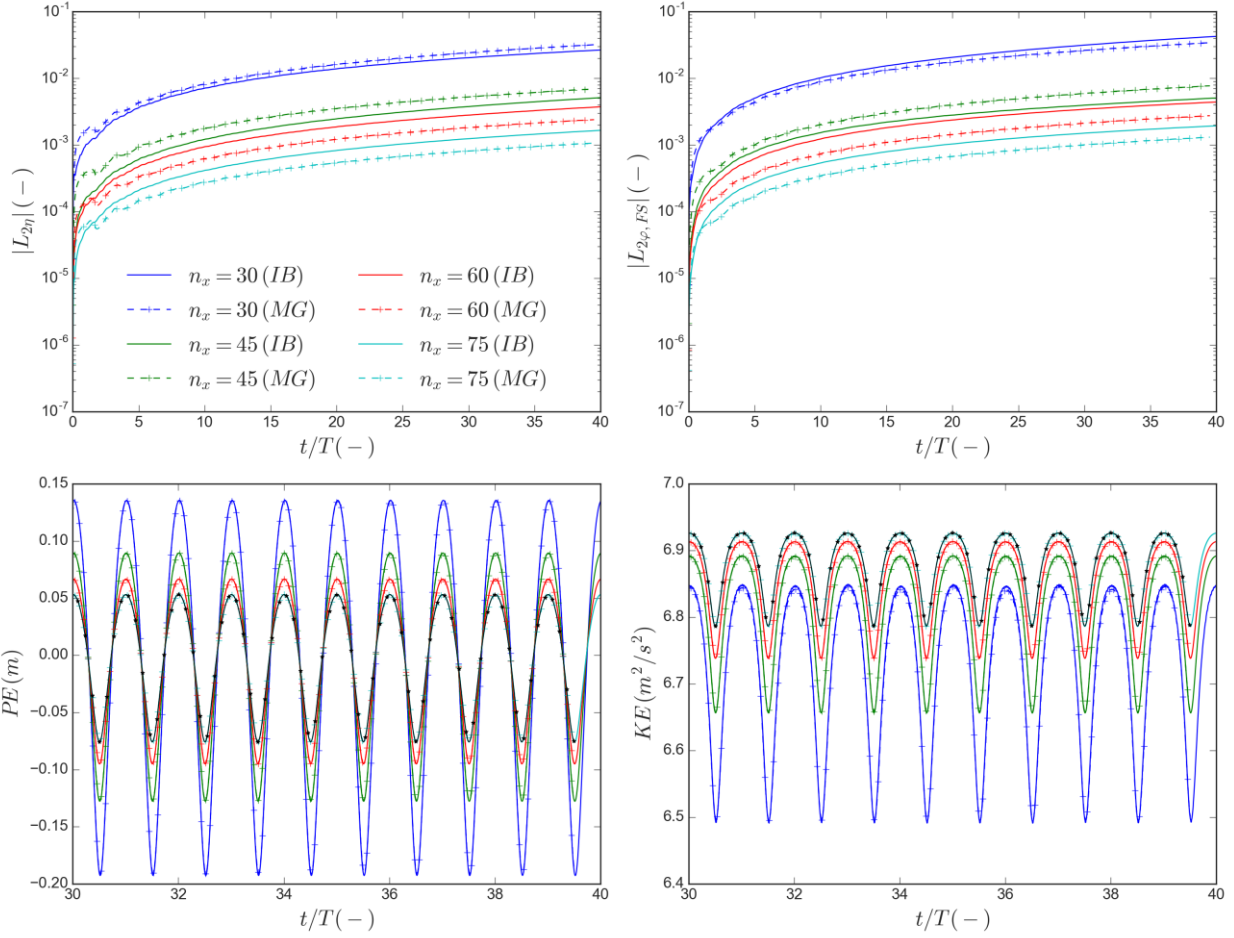 10^{-1}
10^{-2}
10^{-3}
10^{-4}
10^{-5}
10^{-6}
10^{-7}
|L_{2η}|(−)
0 5 10 15 20 25 30 35 40
t/T(−)
n_x = 30 (IB)
n_x = 30 (MG)
n_x = 45 (IB)
n_x = 45 (MG)
n_x = 60 (IB)
n_x = 60 (MG)
n_x = 75 (IB)
n_x = 75 (MG)
10^{-1}
10^{-2}
10^{-3}
10^{-4}
10^{-5}
10^{-6}
10^{-7}
|L_{2φ,FS}|(−)
0 5 10 15 20 25 30 35 40
t/T(−)
0.15
0.10
0.05
0.00
−0.05
−0.10
−0.15
−0.20
PE(m)
30 32 34 36 38 40
t/T(−)
7.0
6.9
6.8
6.7
6.6
6.5
6.4
KE(m^2/s^2)
30 32 34 36 38 40
t/T(−)